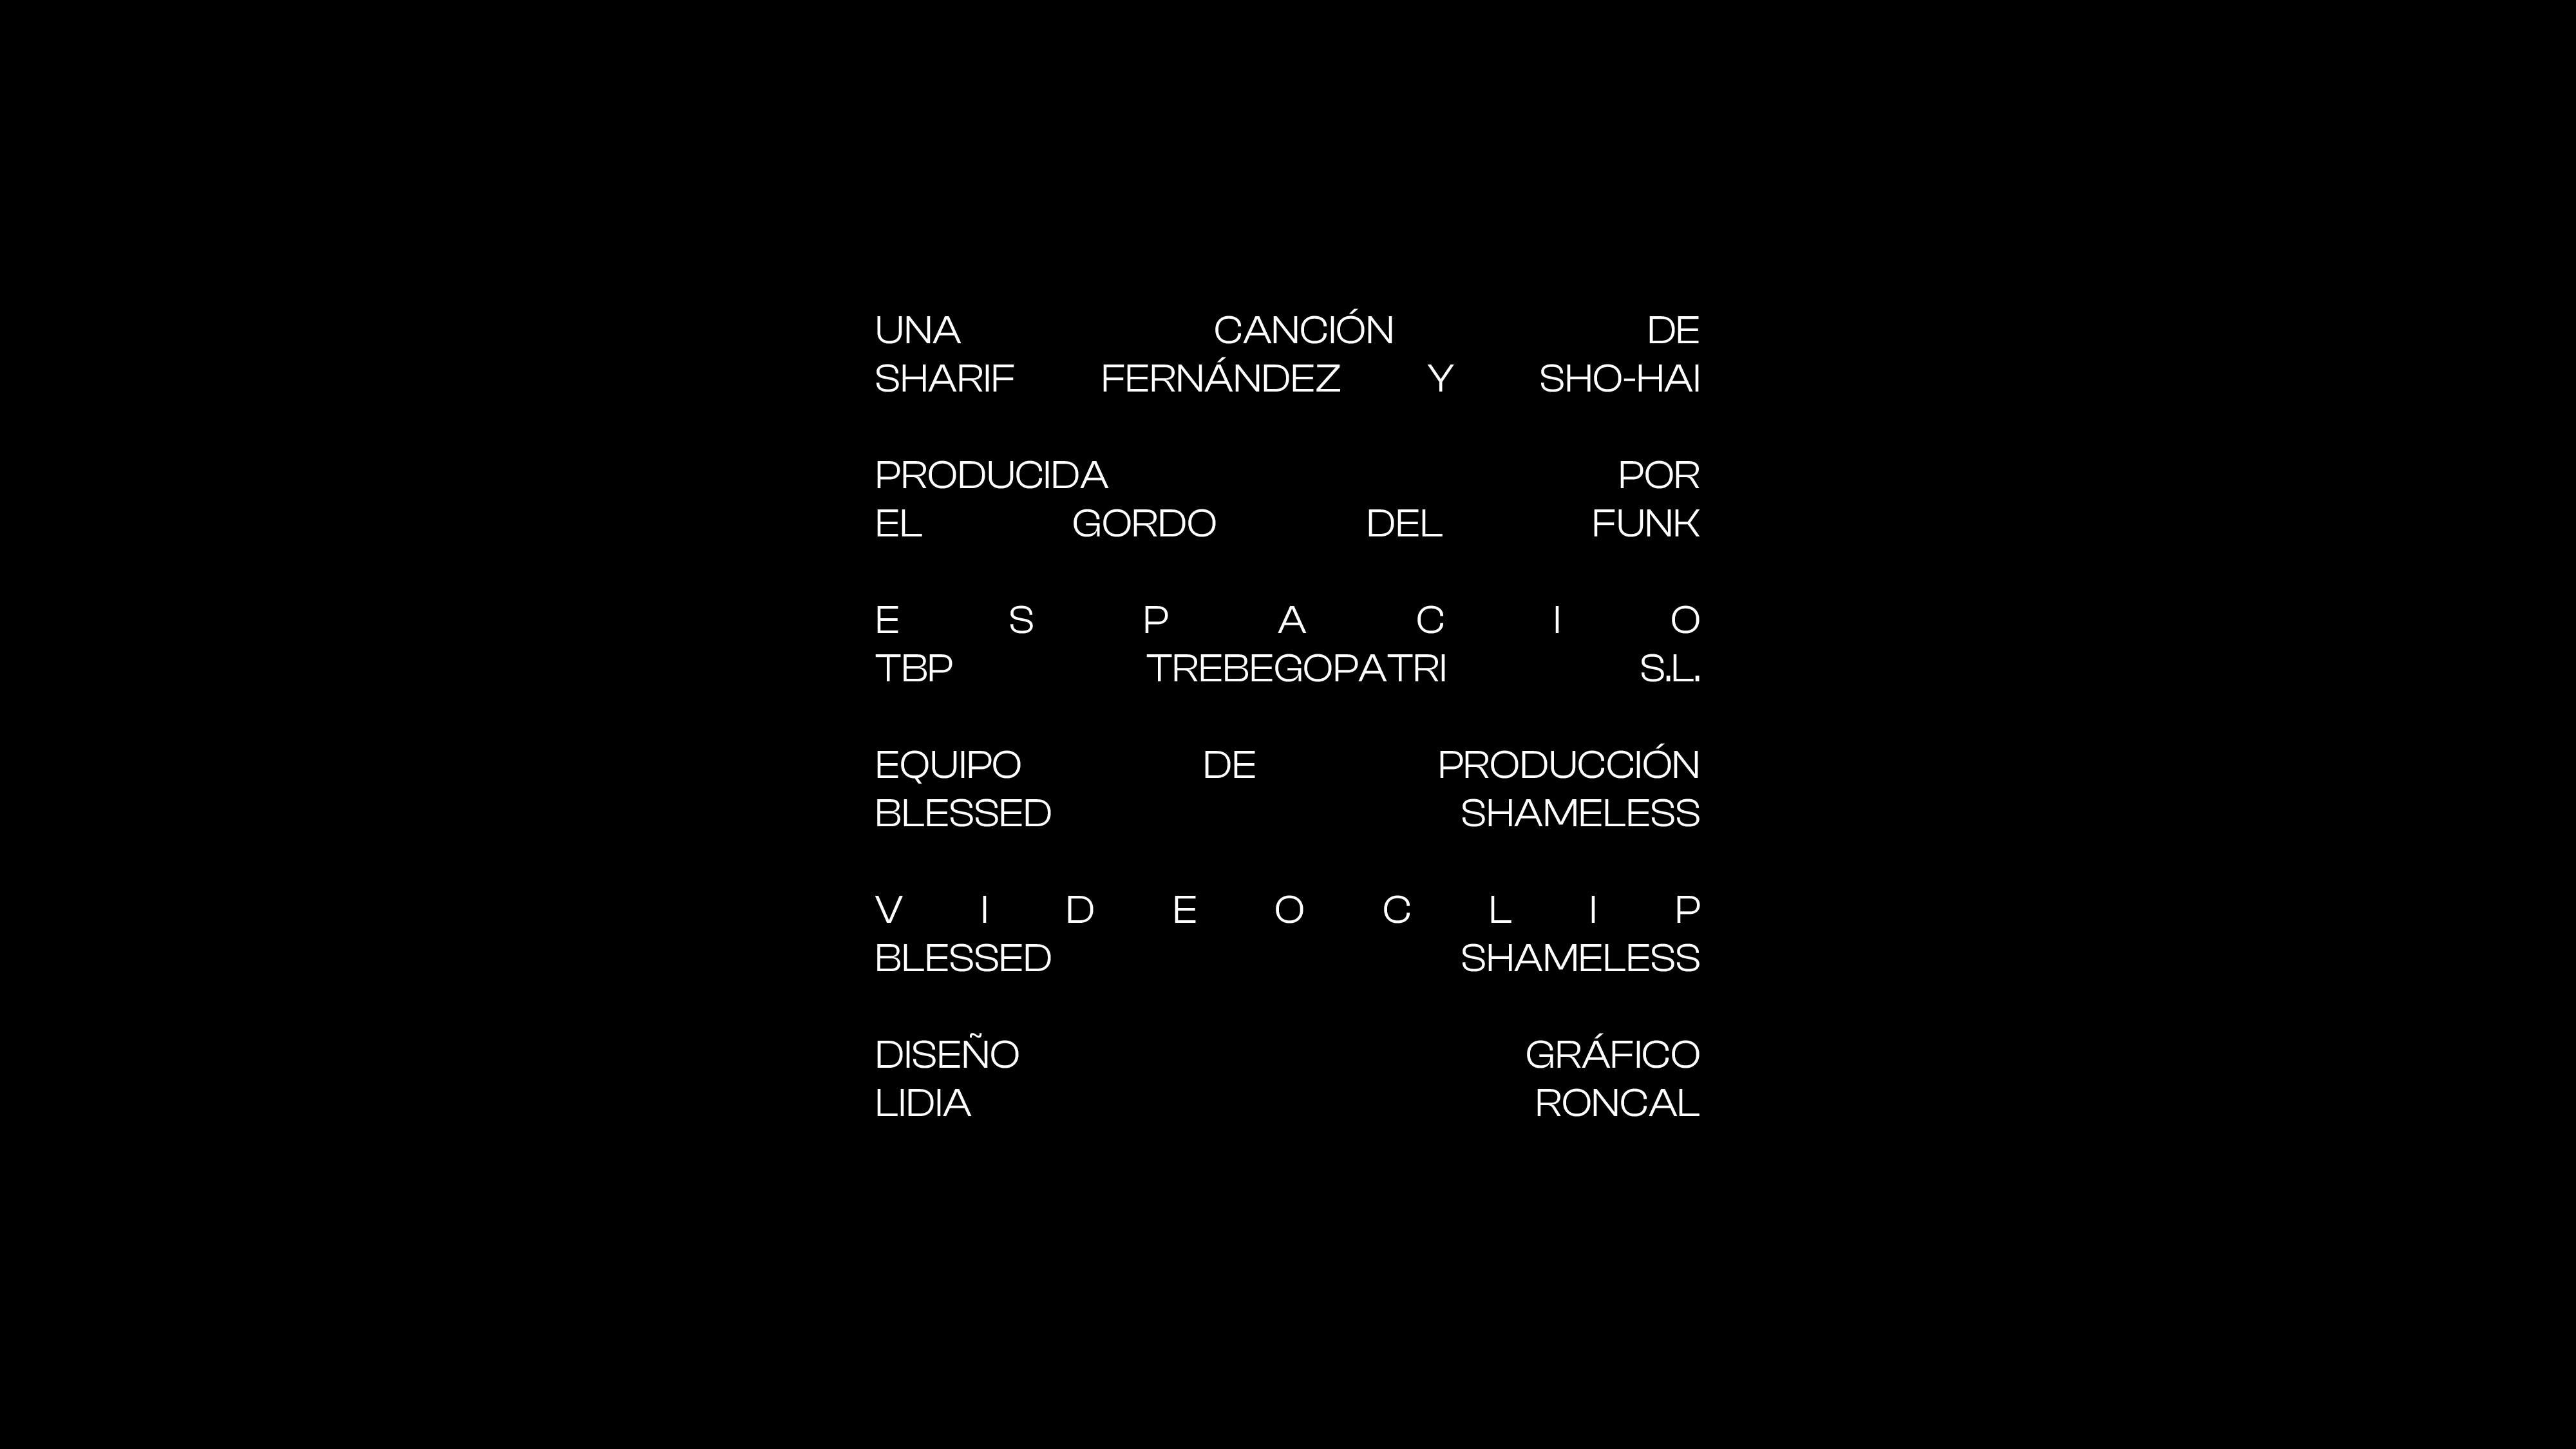 UNA CANCIÓN DE
SHARIF FERNÁNDEZ Y SHO-HAI
PRODUCIDA POR
EL GORDO DEL FUNK
E S P A C I O
TBP TREBEGOPATRI S.L.
EQUIPO DE PRODUCCIÓN
BLESSED SHAMELESS
V I D E O C L I P
BLESSED SHAMELESS
DISEÑO GRÁFICO
LIDIA RONCAL